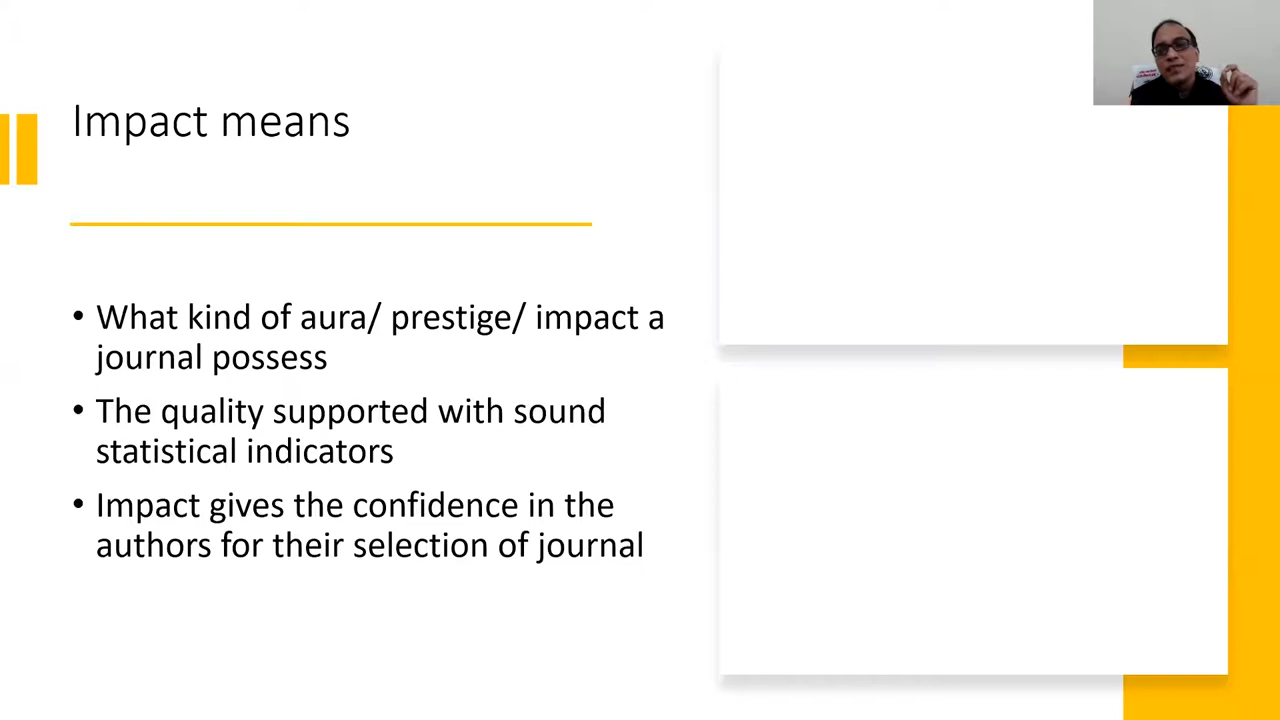 Impact means
• What kind of aura/ prestige/ impact a
journal possess
• The quality supported with sound
statistical indicators
• Impact gives the confidence in the
authors for their selection of journal